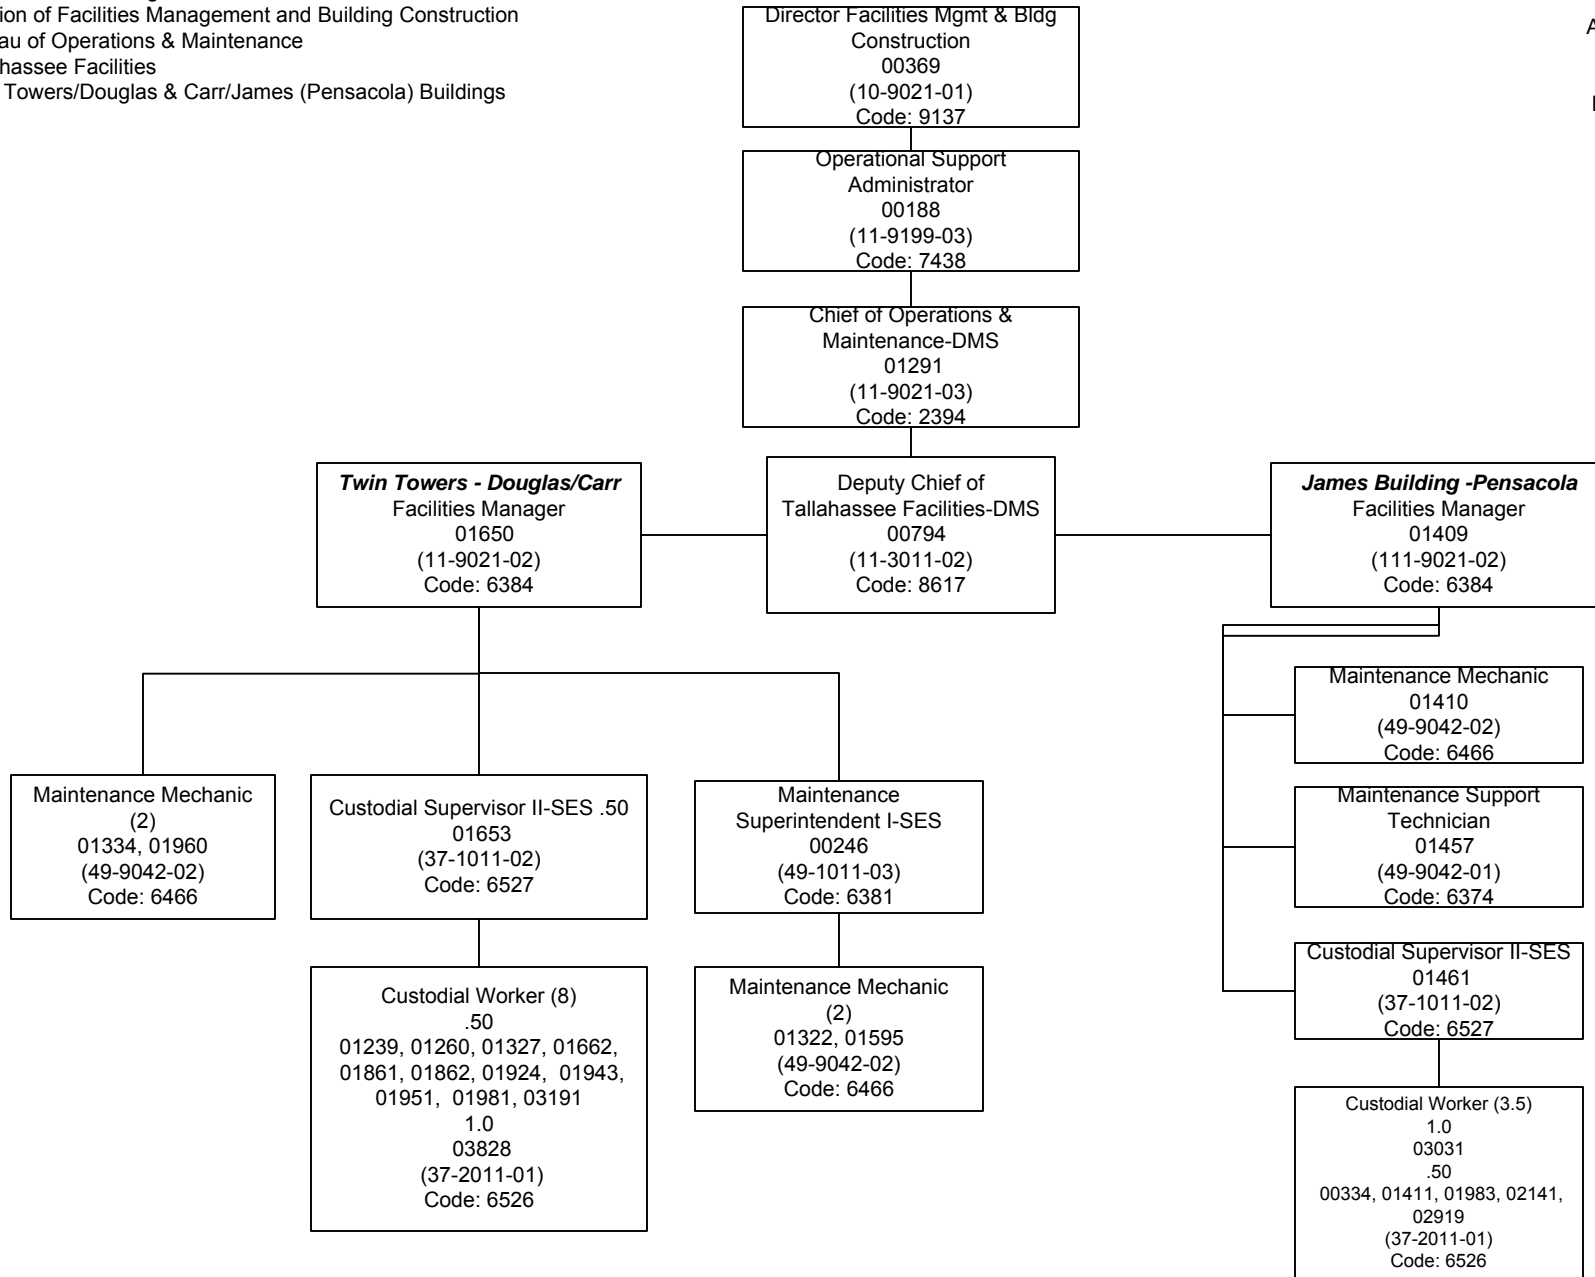 of Facilities Management and Building Construction
of Operations & Maintenance
Facilities
Towers/Douglas & Carr/James (Pensacola) Buildings
Director Facilities Mgmt & Bldg
Construction
00369
(10-9021-01)
Code: 9137
Operational Support
Administrator
00188
(11-9199-03)
Code: 7438
Chief of Operations &
Maintenance-DMS
01291
(11-9021-03)
Code: 2394
Twin Towers - Douglas/Carr
Facilities Manager
01650
(11-9021-02)
Code: 6384
Deputy Chief of
Tallahassee Facilities-DMS
00794
(11-3011-02)
Code: 8617
James Building -Pensacola
Facilities Manager
01409
(111-9021-02)
Code: 6384
Maintenance Mechanic
(2)
01334, 01960
(49-9042-02)
Code: 6466
Custodial Supervisor II-SES .50
01653
(37-1011-02)
Code: 6527
Custodial Worker (8)
.50
01239, 01260, 01327, 01662,
01861, 01862, 01924, 01943,
01951, 01981, 03191
1.0
03828
(37-2011-01)
Code: 6526
Maintenance
Superintendent I-SES
00246
(49-1011-03)
Code: 6381
Maintenance Mechanic
(2)
01322, 01595
(49-9042-02)
Code: 6466
Maintenance Mechanic
01410
(49-9042-02)
Code: 6466
Maintenance Support
Technician
01457
(49-9042-01)
Code: 6374
Custodial Supervisor II-SES
01461
(37-1011-02)
Code: 6527
Custodial Worker (3.5)
1.0
03031
.50
00334, 01411, 01983, 02141,
02919
(37-2011-01)
Code: 6526